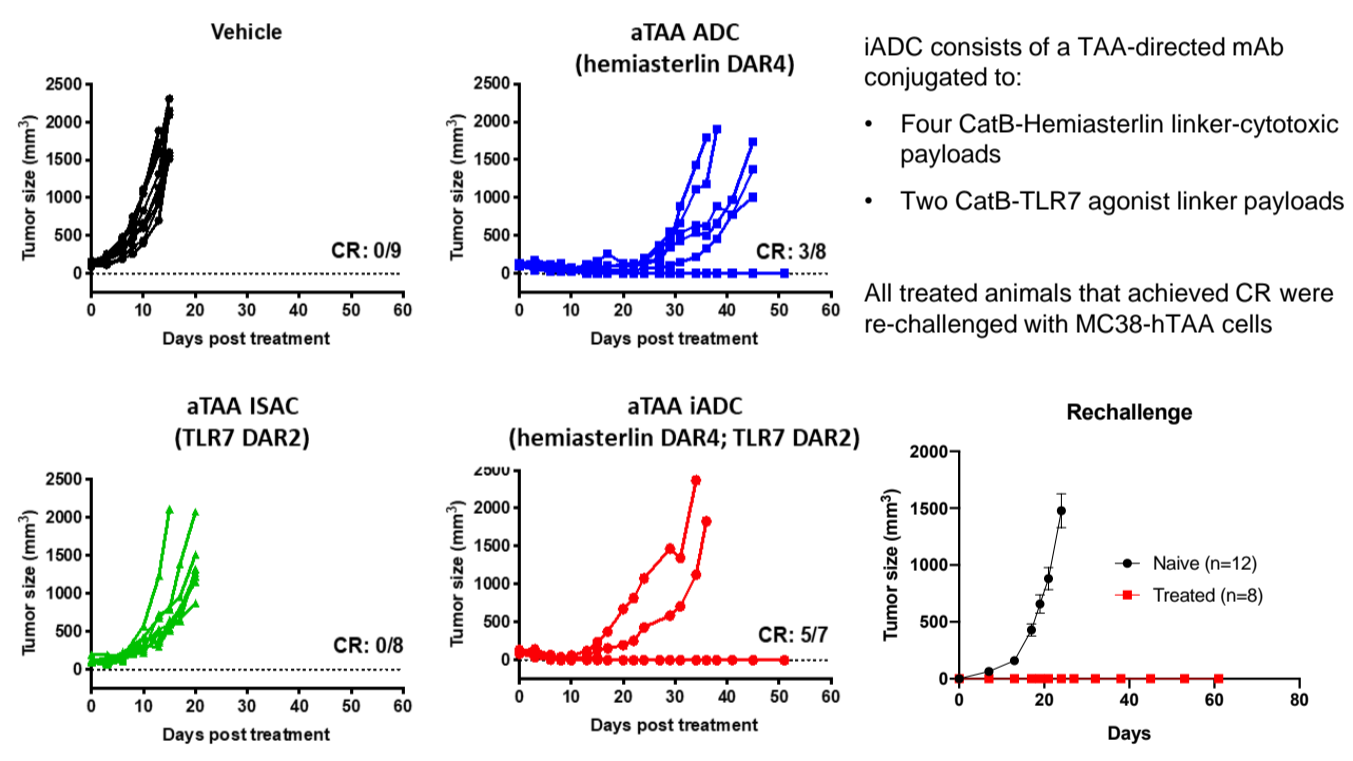 Vehicle
Tumor size (mm³)
2500
2000
1500
1000
500
0
CR: 0/9
0 10 20 30 40 50 60
Days post treatment
aTAA ADC
(hemiasterlin DAR4)
Tumor size (mm³)
2500
2000
1500
1000
500
0
CR: 3/8
0 10 20 30 40 50 60
Days post treatment
iADC consists of a TAA-directed mAb
conjugated to:
• Four CatB-Hemiasterlin linker-cytotoxic
payloads
• Two CatB-TLR7 agonist linker payloads
All treated animals that achieved CR were
re-challenged with MC38-hTAA cells
aTAA ISAC
(TLR7 DAR2)
Tumor size (mm³)
2500
2000
1500
1000
500
0
CR: 0/8
0 10 20 30 40 50 60
Days post treatment
aTAA iADC
(hemiasterlin DAR4; TLR7 DAR2)
Tumor size (mm³)
2500
2000
1500
1000
500
0
CR: 5/7
0 10 20 30 40 50 60
Days post treatment
Rechallenge
Tumor size (mm³)
2000
1500
1000
500
0
Naive (n=12)
Treated (n=8)
0 20 40 60 80
Days